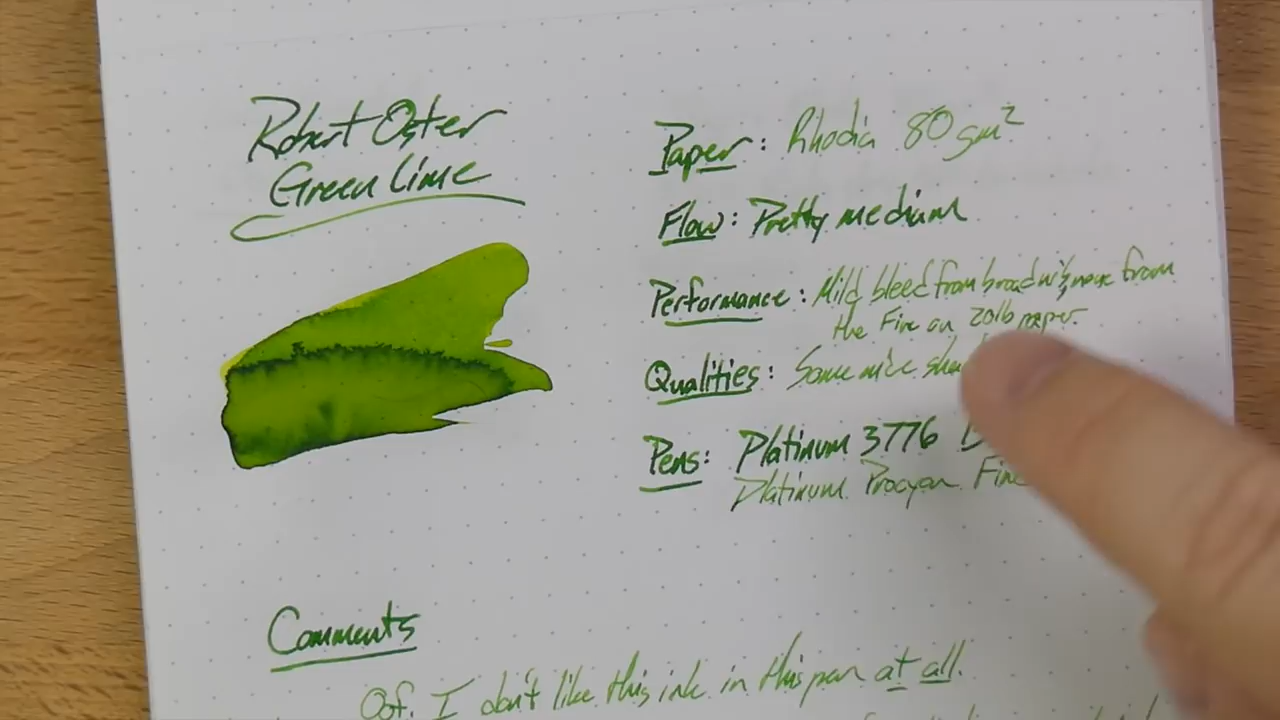 Robert Oster
Green Lime
Paper: Rhodia 80 gm²
Flow: Pretty medium
Performance: Mild bleed from broad nib, none from
the Fine on 20lb paper.
Qualities: Some nice
Pens: Platinum 3776
Platinum Procyon Fine
Comments
Oof. I don't like this ink in this pen at all.